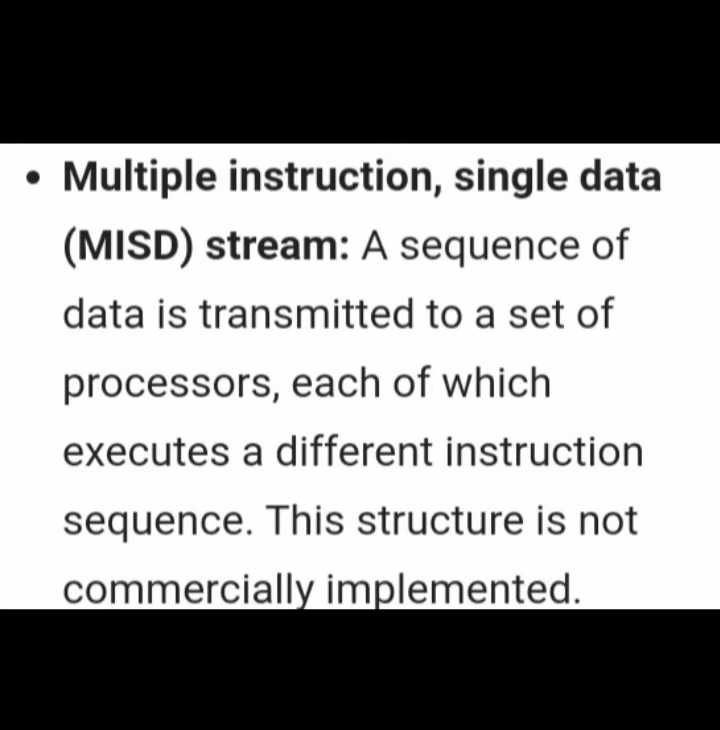 • Multiple instruction, single data
(MISD) stream: A sequence of
data is transmitted to a set of
processors, each of which
executes a different instruction
sequence. This structure is not
commercially implemented.